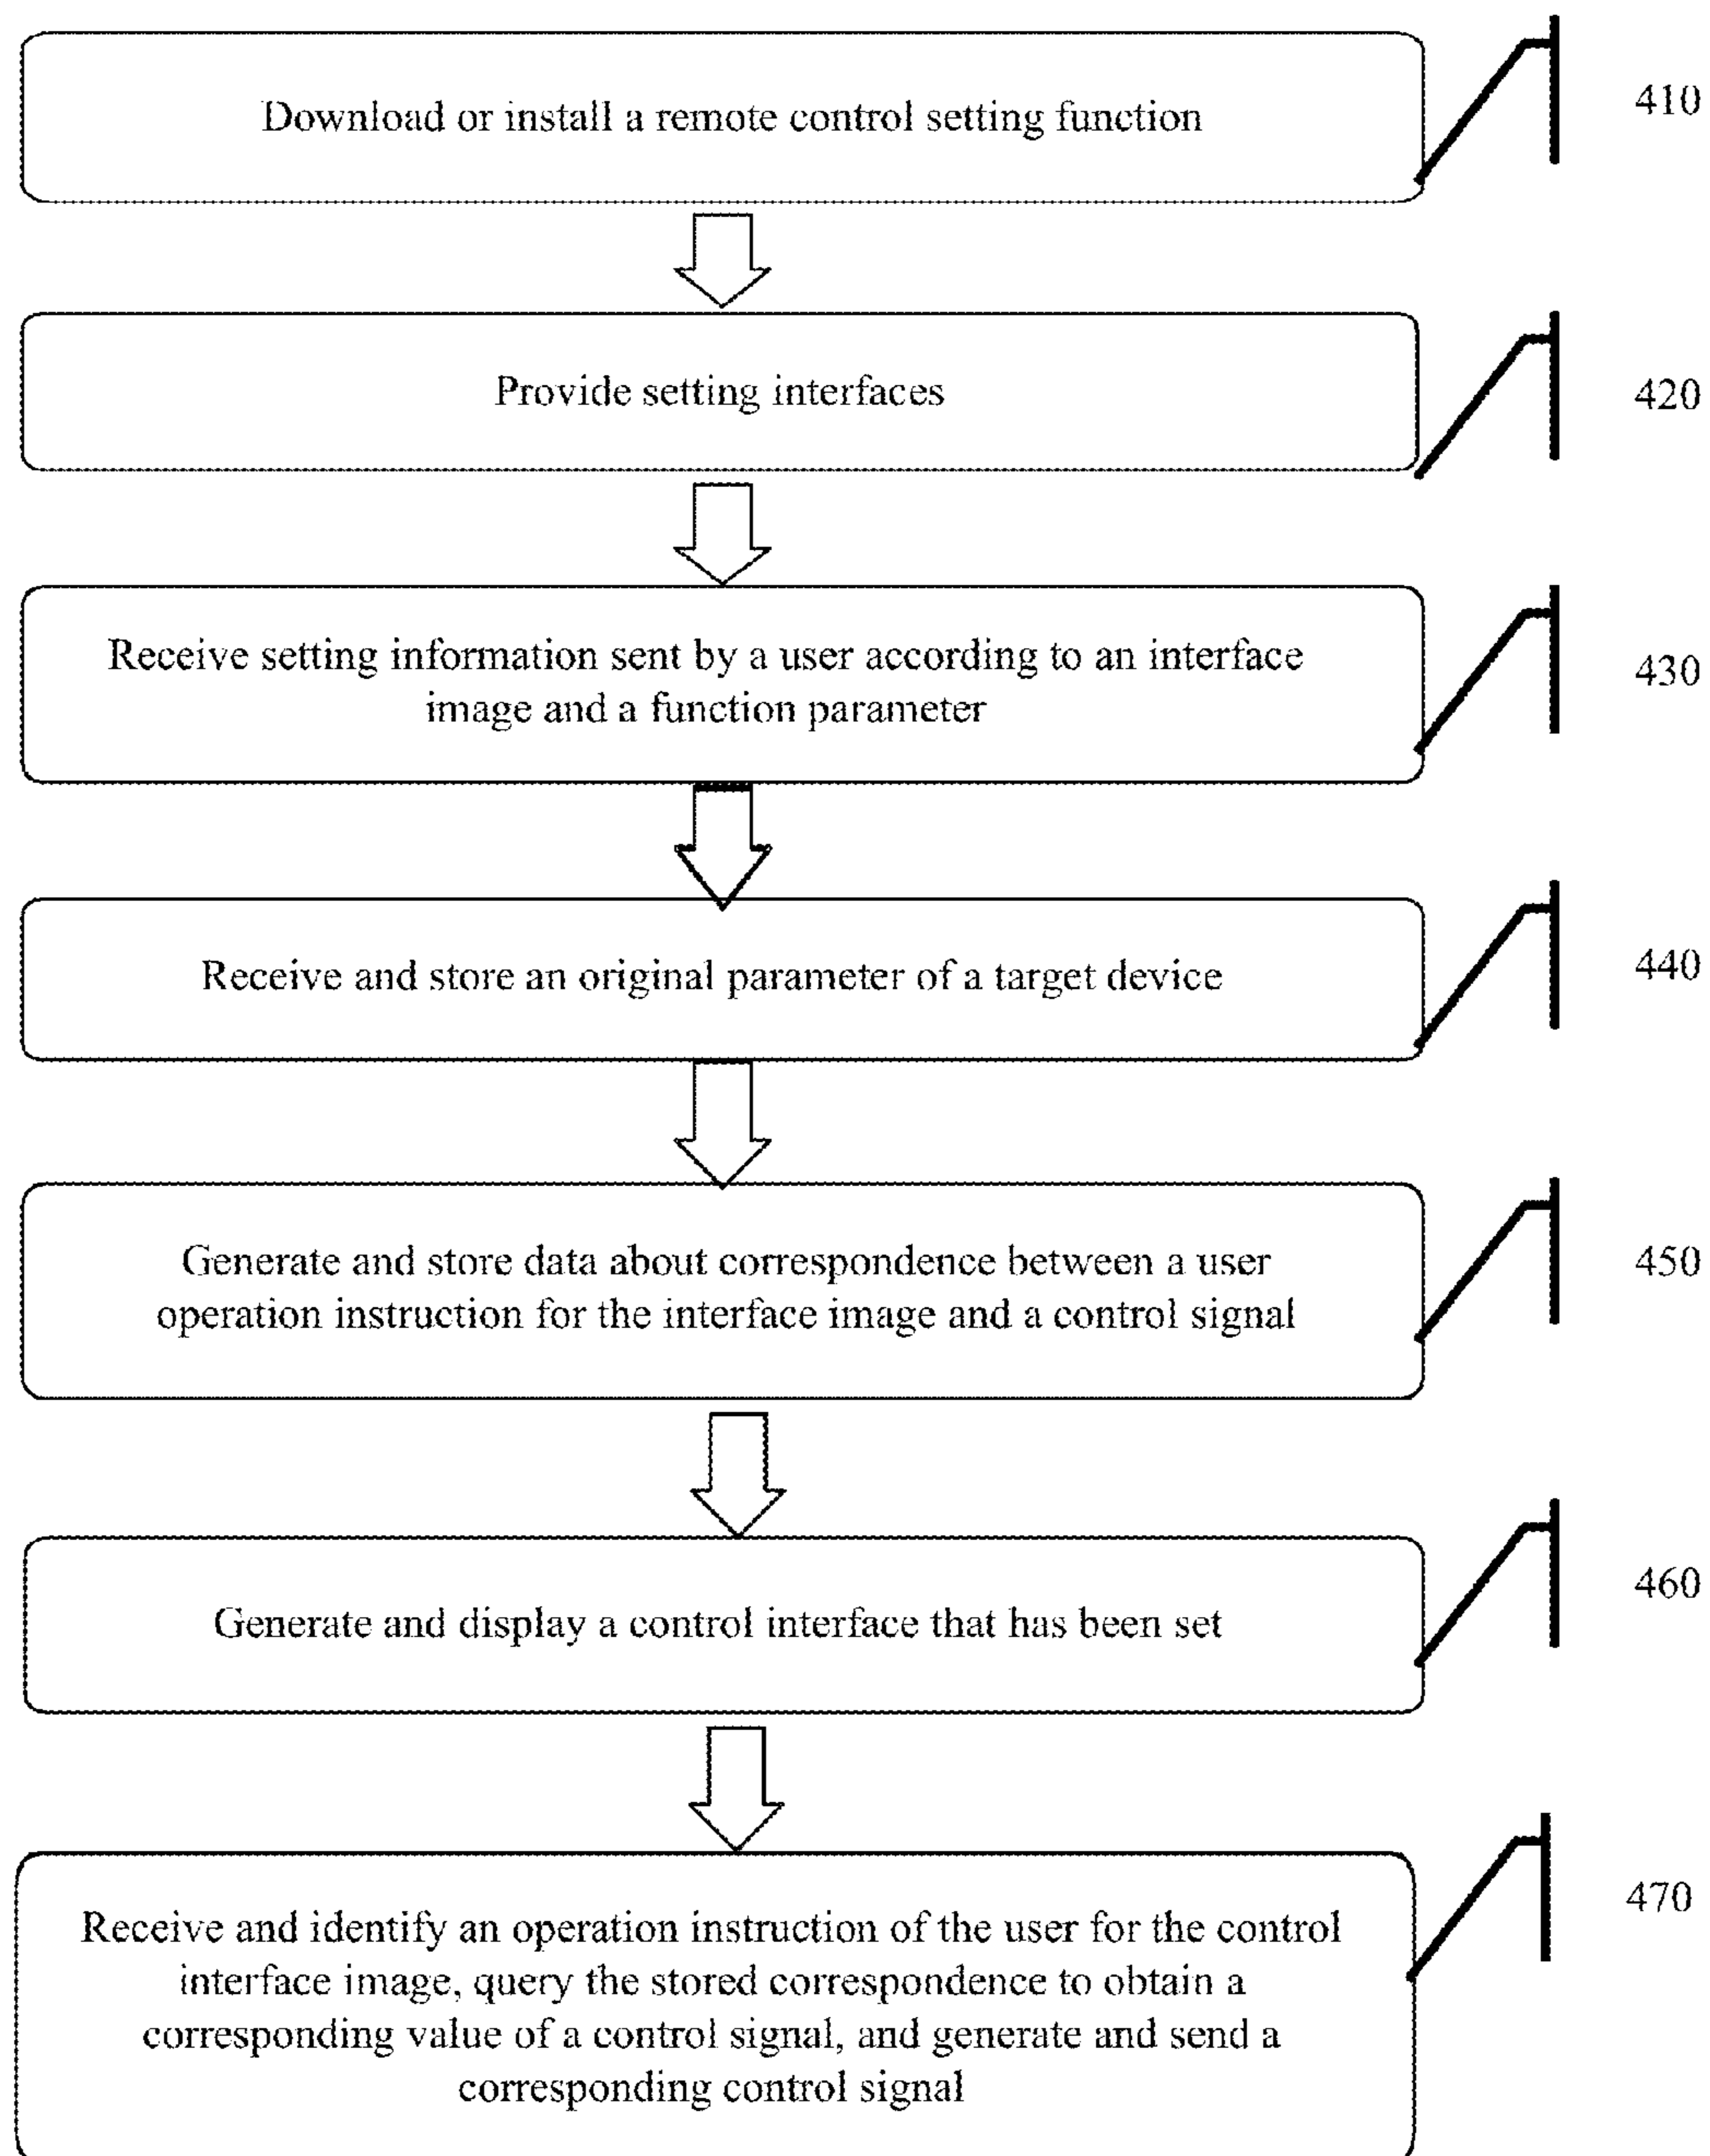 Download or install a remote control setting function
410
Provide setting interfaces
420
Receive setting information sent by a user according to an interface
image and a function parameter
430
Receive and store an original parameter of a target device
440
Generate and store data about correspondence between a user
operation instruction for the interface image and a control signal
450
Generate and display a control interface that has been set
460
Receive and identify an operation instruction of the user for the control
interface image, query the stored correspondence to obtain a
corresponding value of a control signal, and generate and send a
corresponding control signal
470